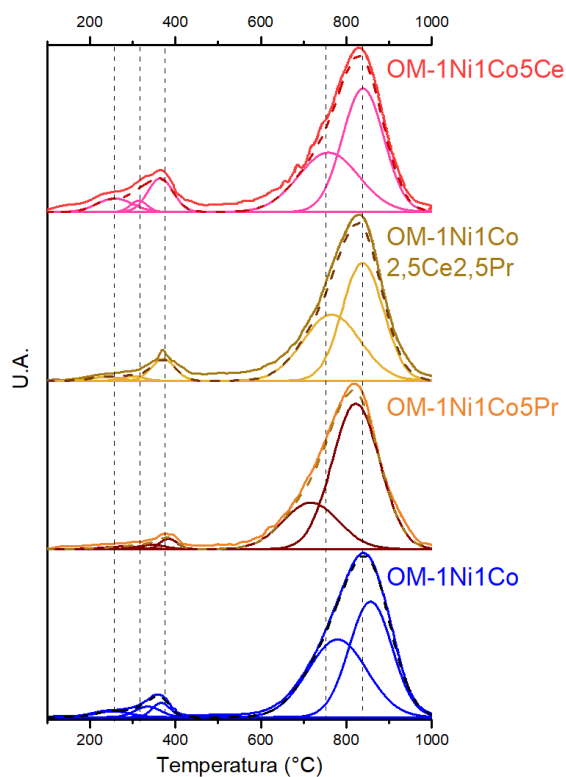 200 400 600 800 1000
OM-1Ni1Co5Ce
OM-1Ni1Co
2,5Ce2,5Pr
U.A.
OM-1Ni1Co5Pr
OM-1Ni1Co
200 400 600 800 1000
Temperatura (°C)